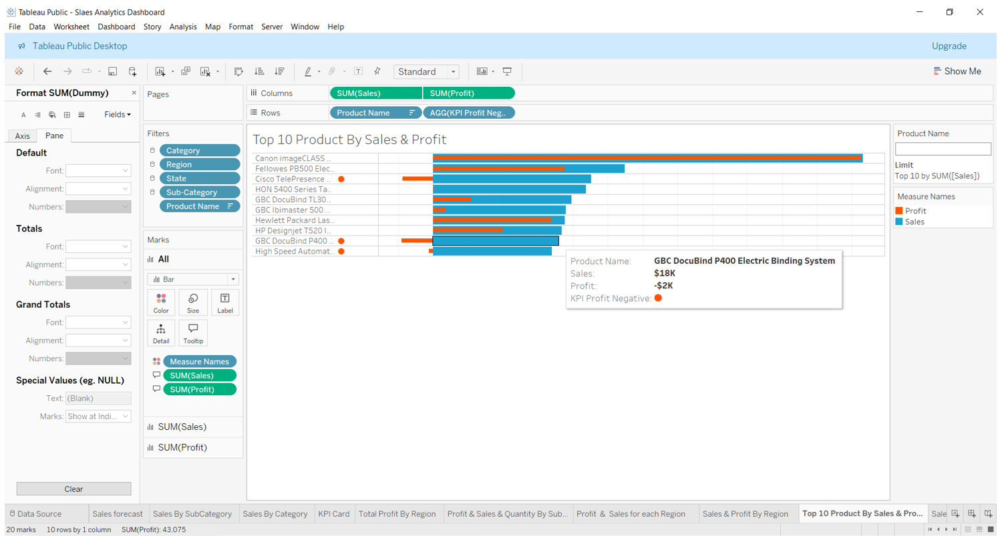 Tableau Public - Slaes Analytics Dashboard
File Data Worksheet Dashboard Story Analysis Map Format Server Window Help
Tableau Public Desktop
Upgrade
Standard
Show Me
Format SUM(Dummy)
Fields
Axis
Pane
Default
Font:
Alignment:
Numbers:
Totals
Font:
Alignment:
Numbers:
Grand Totals
Font:
Alignment:
Numbers:
Special Values (eg. NULL)
Text: (Blank)
Marks: Show at Indi...
Clear
Pages
Filters
Category
Region
State
Sub-Category
Product Name
Marks
All
Bar
Color
Size
Label
Detail
Tooltip
Measure Names
SUM(Sales)
SUM(Profit)
SUM(Sales)
SUM(Profit)
Columns
SUM(Sales)
SUM(Profit)
Rows
Product Name
AGG(KPI Profit Neg..
Top 10 Product By Sales & Profit
Canon imageCLASS ..
Fellowes PB500 Elec..
Cisco TelePresence ..
HON 5400 Series Ta..
GBC DocuBind TL30..
GBC Ibimaster 500 ..
Hewlett Packard Las..
HP Designjet T520 I..
GBC DocuBind P400 ..
High Speed Automat..
Product Name: GBC DocuBind P400 Electric Binding System
Sales: $18K
Profit: -$2K
KPI Profit Negative:
Product Name
Limit
Top 10 by SUM([Sales])
Measure Names
Profit
Sales
Data Source
Sales forecast
Sales By SubCategory
Sales By Category
KPI Card
Total Profit By Region
Profit & Sales & Quantity By Sub...
Profit & Sales for each Region
Sales & Profit By Region
Top 10 Product By Sales & Pro...
Sale
20 marks
10 rows by 1 column
SUM(Profit): 43.075